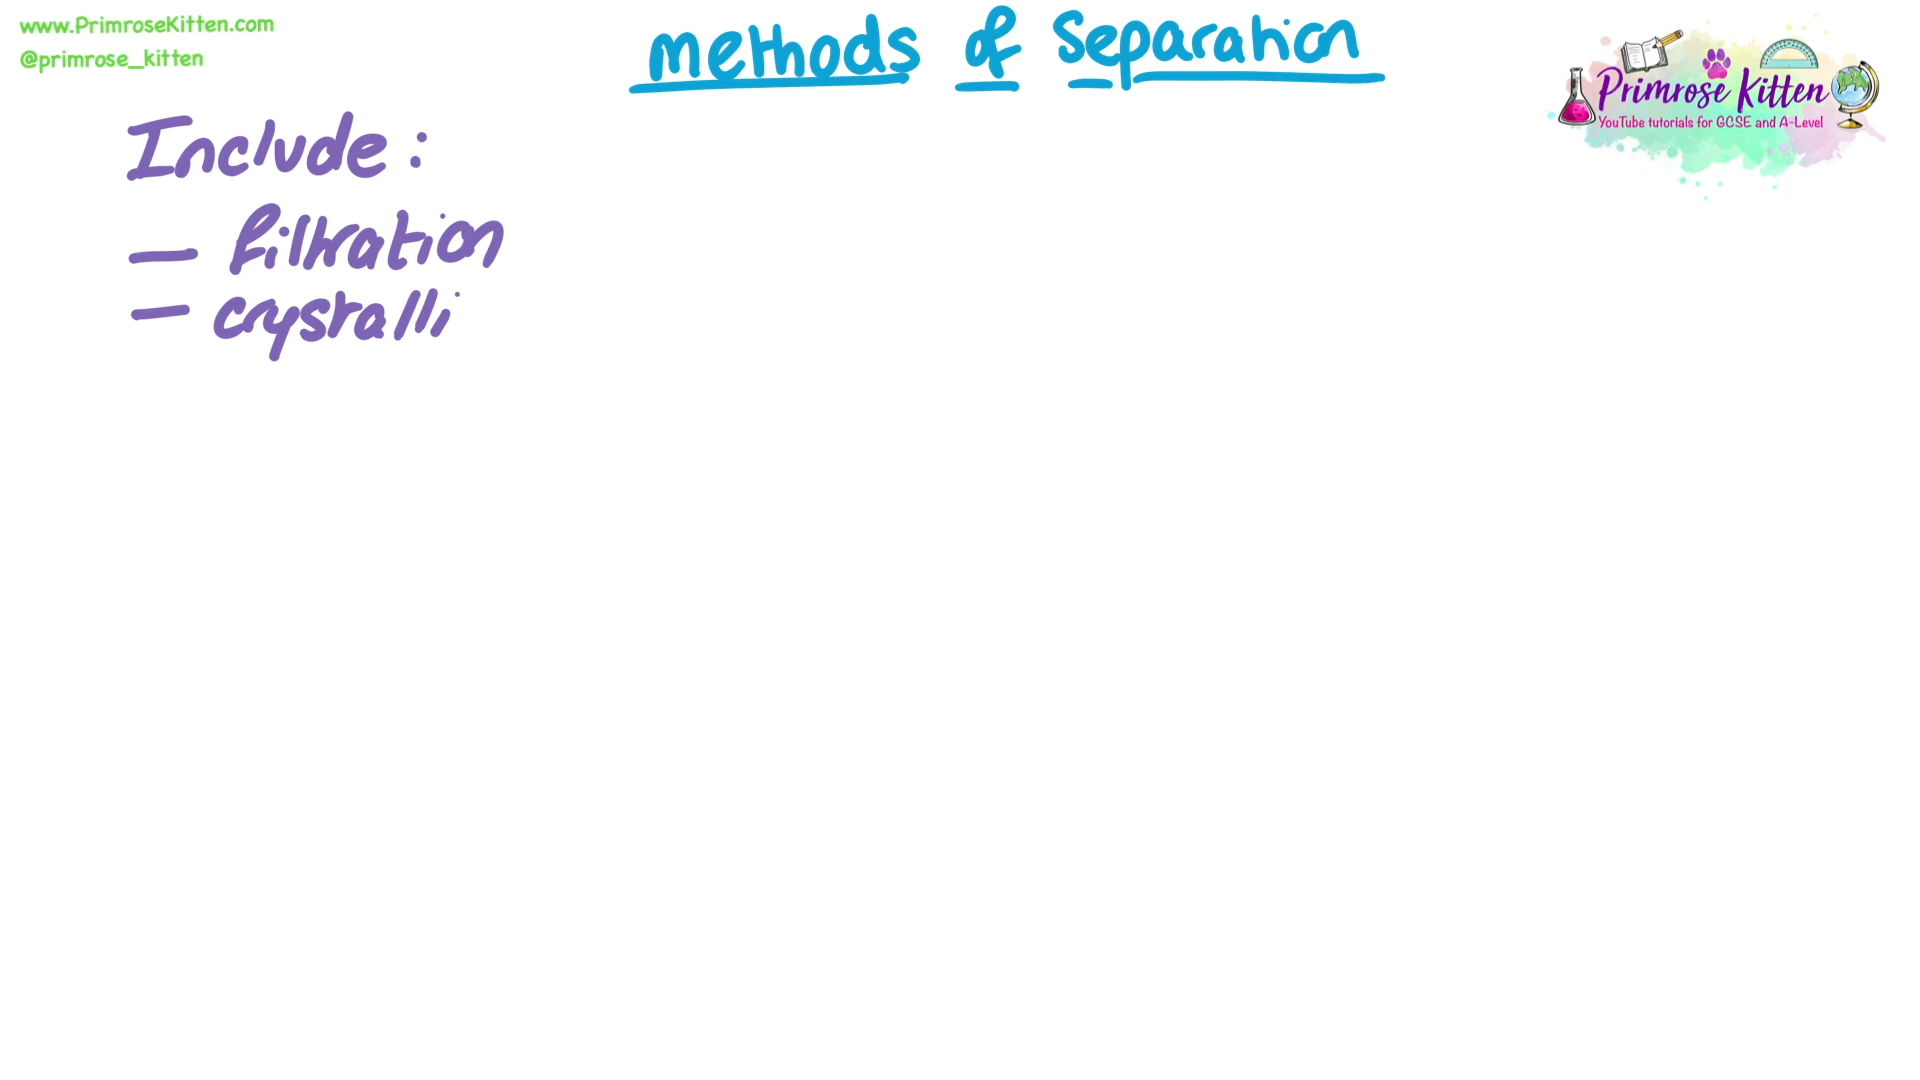 www.PrimroseKitten.com
@primrose_kitten
methods of Separation
Primrose Kitten
YouTube tutorials for GCSE and A-Level
Include :
— filtration
— crystalli